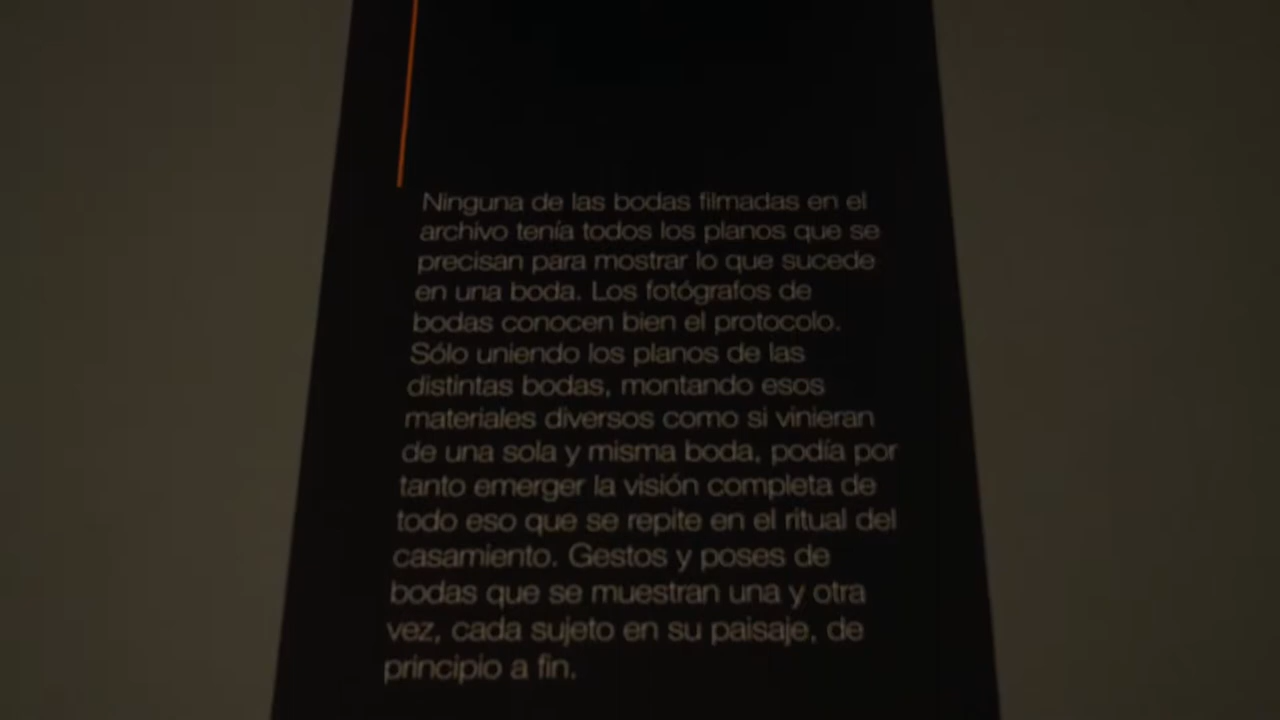 Ninguna de las bodas filmadas en el
archivo tenía todos los planos que se
precisan para mostrar lo que sucede
en una boda. Los fotógrafos de
bodas conocen bien el protocolo.
Sólo uniendo los planos de las
distintas bodas, montando esos
materiales diversos como si vinieran
de una sola y misma boda, podía por
tanto emerger la visión completa de
todo eso que se repite en el ritual del
casamiento. Gestos y poses de
bodas que se muestran una y otra
vez, cada sujeto en su paisaje, de
principio a fin.